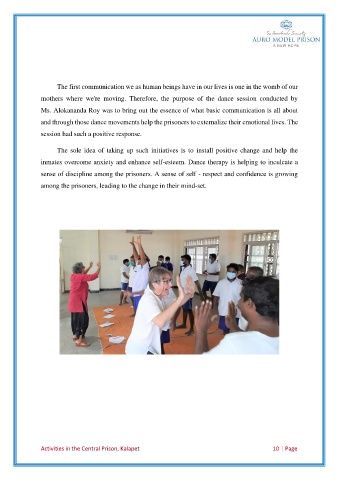 Sri Aurobindo Society
AURO MODEL PRISON
A NEW HOPE
The first communication we as human beings have in our lives is one in the womb of our
mothers where we're moving. Therefore, the purpose of the dance session conducted by
Ms. Alokananda Roy was to bring out the essence of what basic communication is all about
and through those dance movements help the prisoners to externalize their emotional lives. The
session had such a positive response.
The sole idea of taking up such initiatives is to install positive change and help the
inmates overcome anxiety and enhance self-esteem. Dance therapy is helping to inculcate a
sense of discipline among the prisoners. A sense of self - respect and confidence is growing
among the prisoners, leading to the change in their mind-set.
Activities in the Central Prison, Kalapet 10 | Page